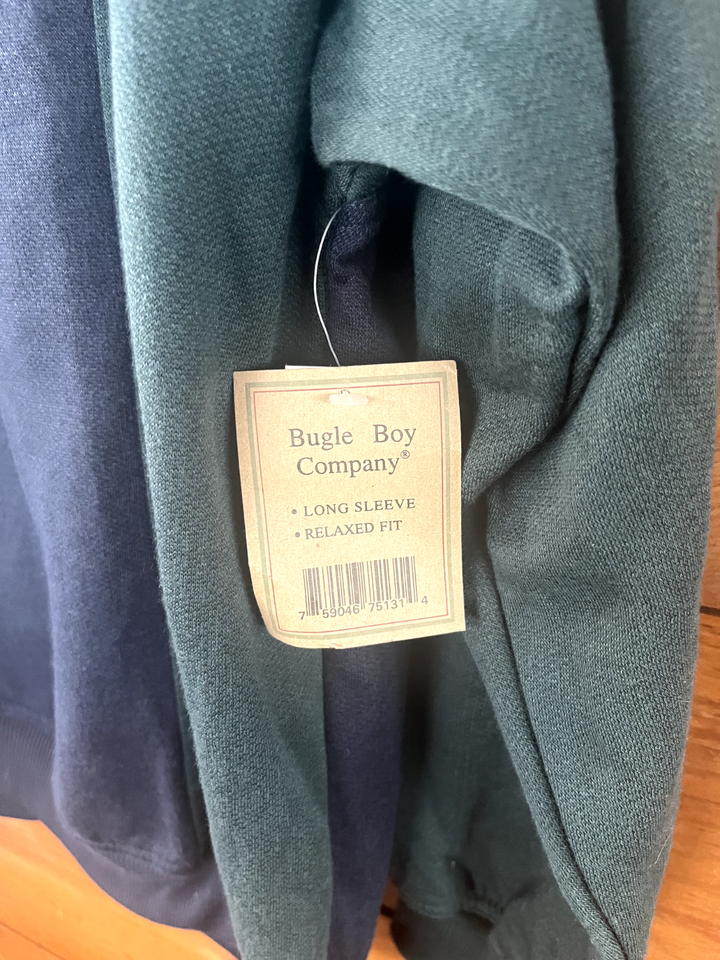 Bugle Boy
Company®
• LONG SLEEVE
• RELAXED FIT
7 59046 75131 4